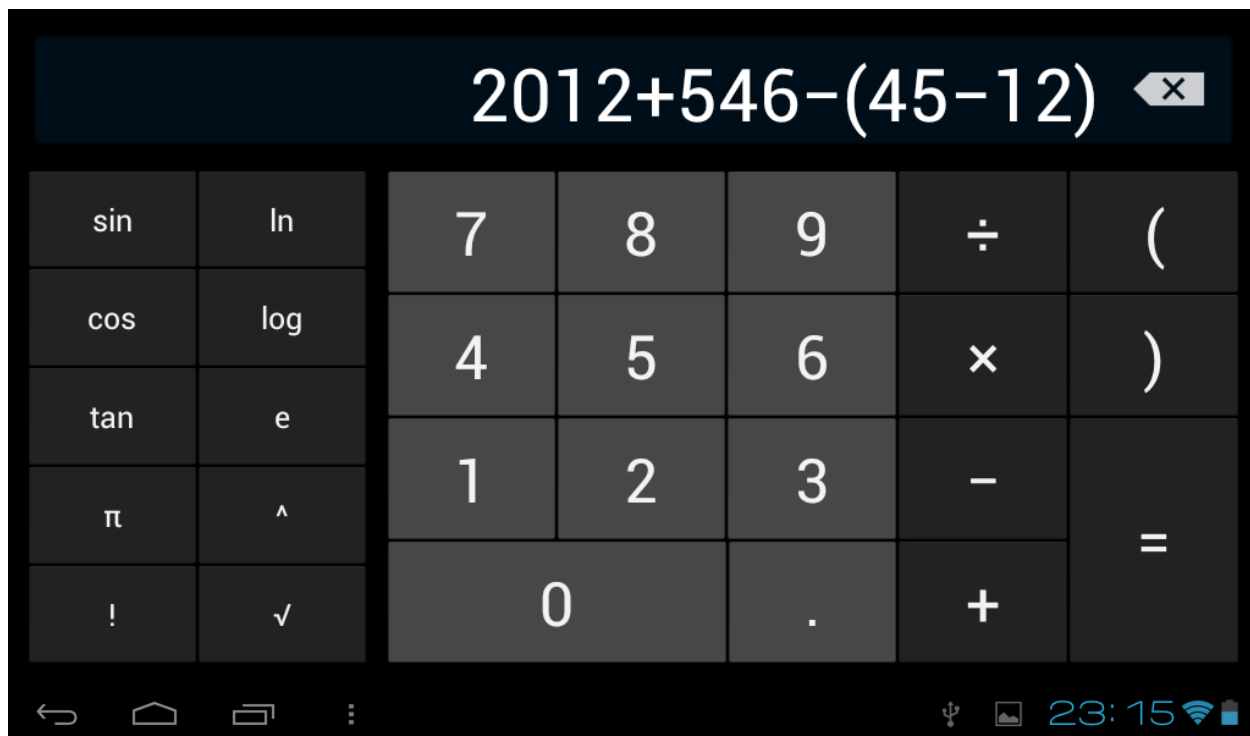 2012+546−(45−12)
sin ln 7 8 9 ÷ (
cos log 4 5 6 × )
tan e 1 2 3 −
π ^ =
! √ 0 . +
23:15